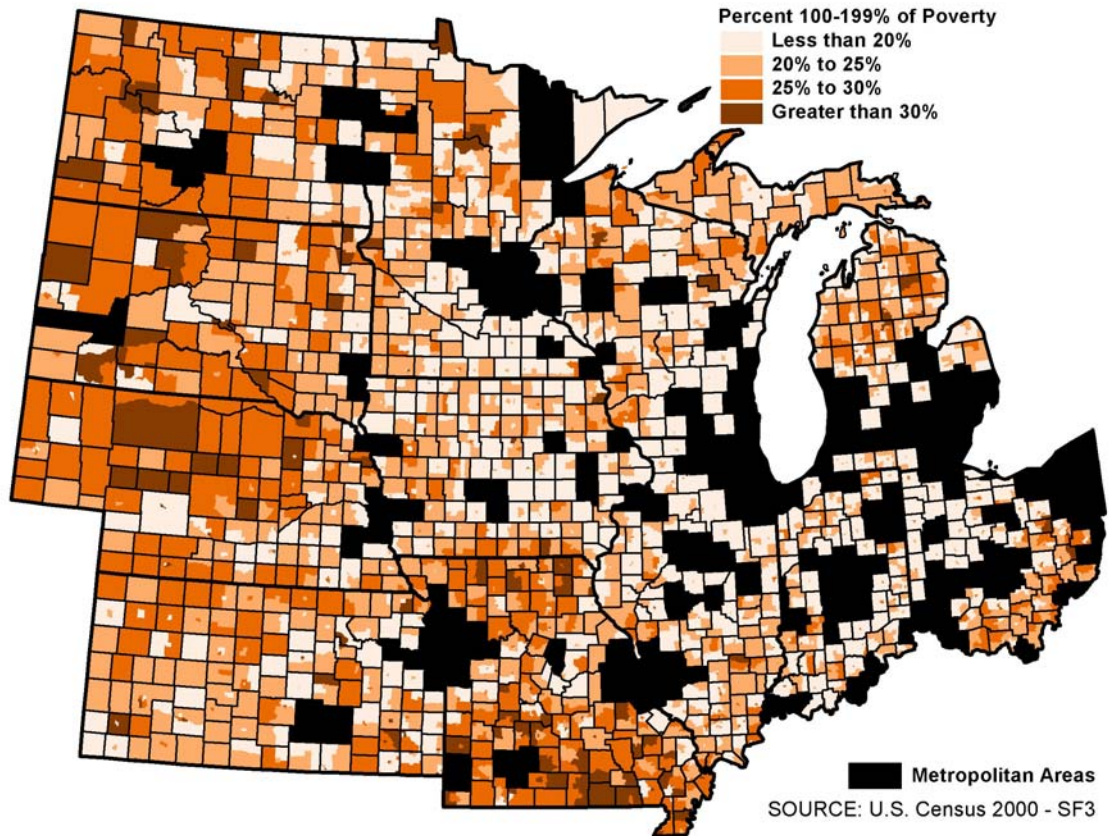 Percent 100-199% of Poverty
Less than 20%
20% to 25%
25% to 30%
Greater than 30%
Metropolitan Areas
SOURCE: U.S. Census 2000 - SF3